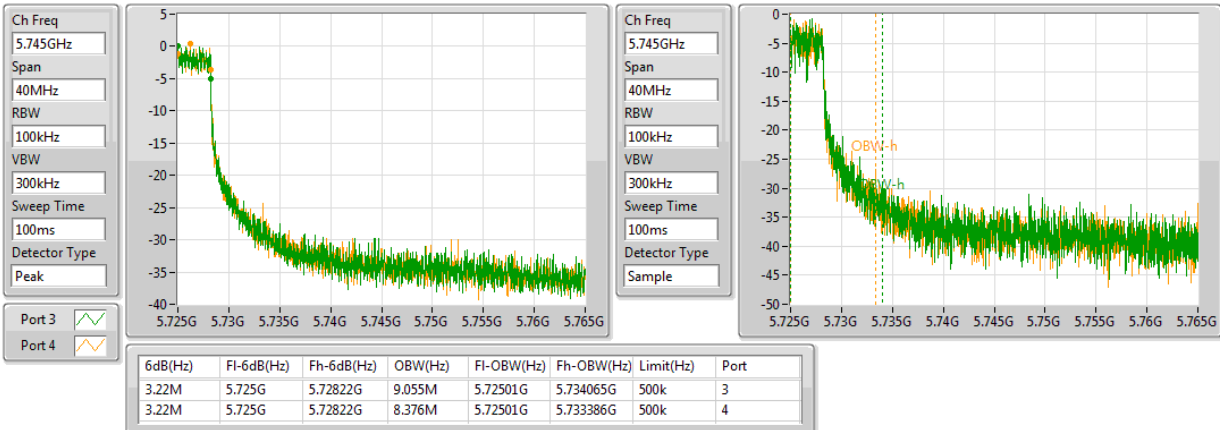 Ch Freq
5.745GHz
Span
40MHz
RBW
100kHz
VBW
300kHz
Sweep Time
100ms
Detector Type
Peak
5
0
-5
-10
-15
-20
-25
-30
-35
-40
5.725G 5.73G 5.735G 5.74G 5.745G 5.75G 5.755G 5.76G 5.765G
Ch Freq
5.745GHz
Span
40MHz
RBW
100kHz
VBW
300kHz
Sweep Time
100ms
Detector Type
Sample
0
-5
-10
-15
-20
-25
-30
-35
-40
-45
-50
OBW-h
5.725G 5.73G 5.735G 5.74G 5.745G 5.75G 5.755G 5.76G 5.765G
Port 3
Port 4
6dB(Hz) Fl-6dB(Hz) Fh-6dB(Hz) OBW(Hz) Fl-OBW(Hz) Fh-OBW(Hz) Limit(Hz) Port
3.22M 5.725G 5.72822G 9.055M 5.72501G 5.734065G 500k 3
3.22M 5.725G 5.72822G 8.376M 5.72501G 5.733386G 500k 4